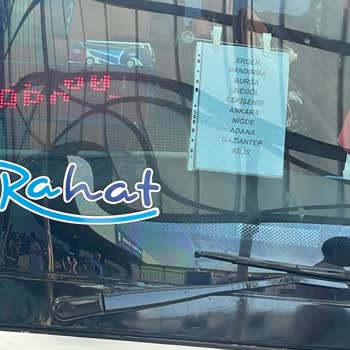 ERDEK
BANDIRMA
BURSA
İNEGÖL
ESKİŞEHİR
ANKARA
NİĞDE
ADANA
GAZİANTEP
KİLİS
Rahat